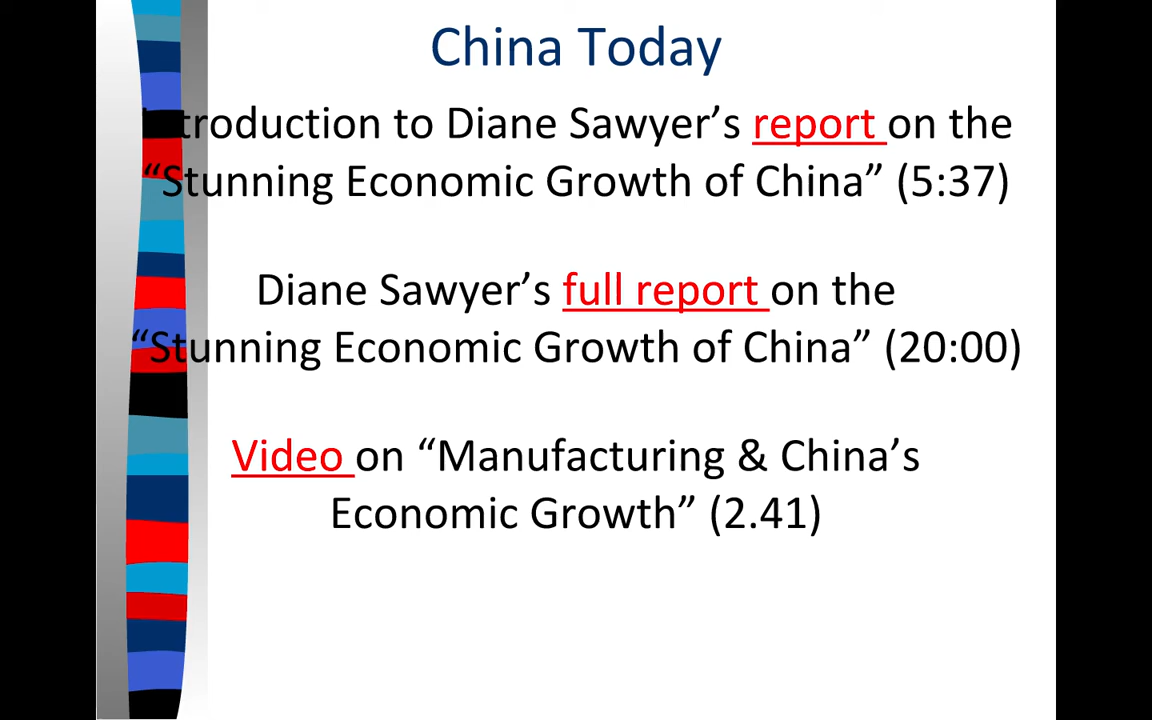 China Today
Introduction to Diane Sawyer’s report on the
“Stunning Economic Growth of China” (5:37)
Diane Sawyer’s full report on the
“Stunning Economic Growth of China” (20:00)
Video on “Manufacturing & China’s
Economic Growth” (2.41)